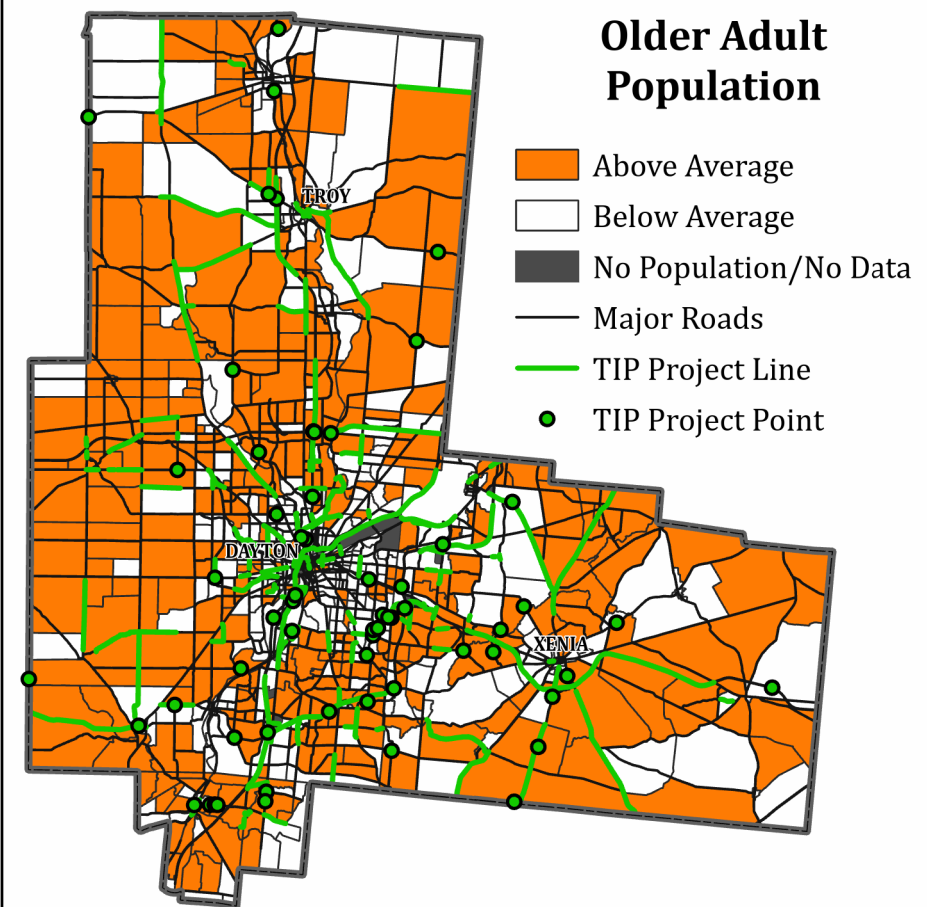 Older Adult
Population
Above Average
Below Average
No Population/No Data
Major Roads
TIP Project Line
TIP Project Point
TROY
DAYTON
XENIA